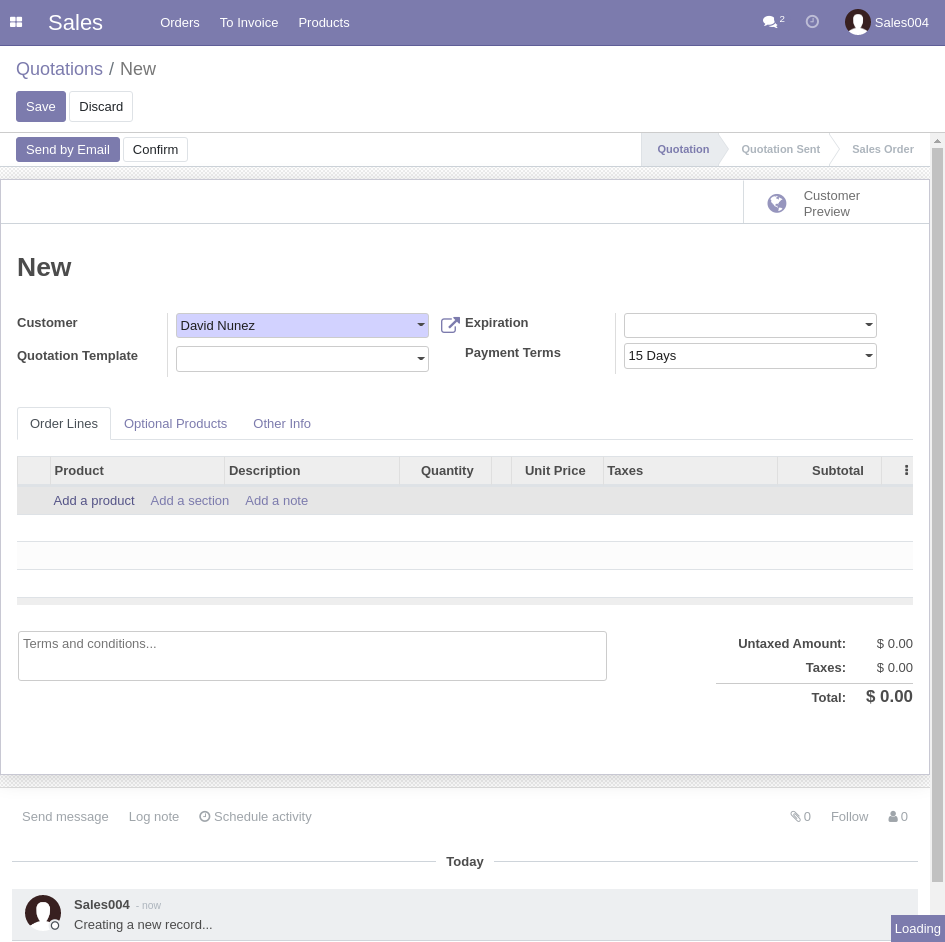 Sales Orders To Invoice Products 2 Sales004
Quotations / New
Save Discard
Send by Email Confirm Quotation Quotation Sent Sales Order
Customer
Preview
New
Customer David Nunez Expiration
Quotation Template Payment Terms 15 Days
Order Lines Optional Products Other Info
Product Description Quantity Unit Price Taxes Subtotal
Add a product Add a section Add a note
Terms and conditions... Untaxed Amount: $ 0.00
Taxes: $ 0.00
Total: $ 0.00
Send message Log note Schedule activity 0 Follow 0
Today
Sales004 - now
Creating a new record...
Loading